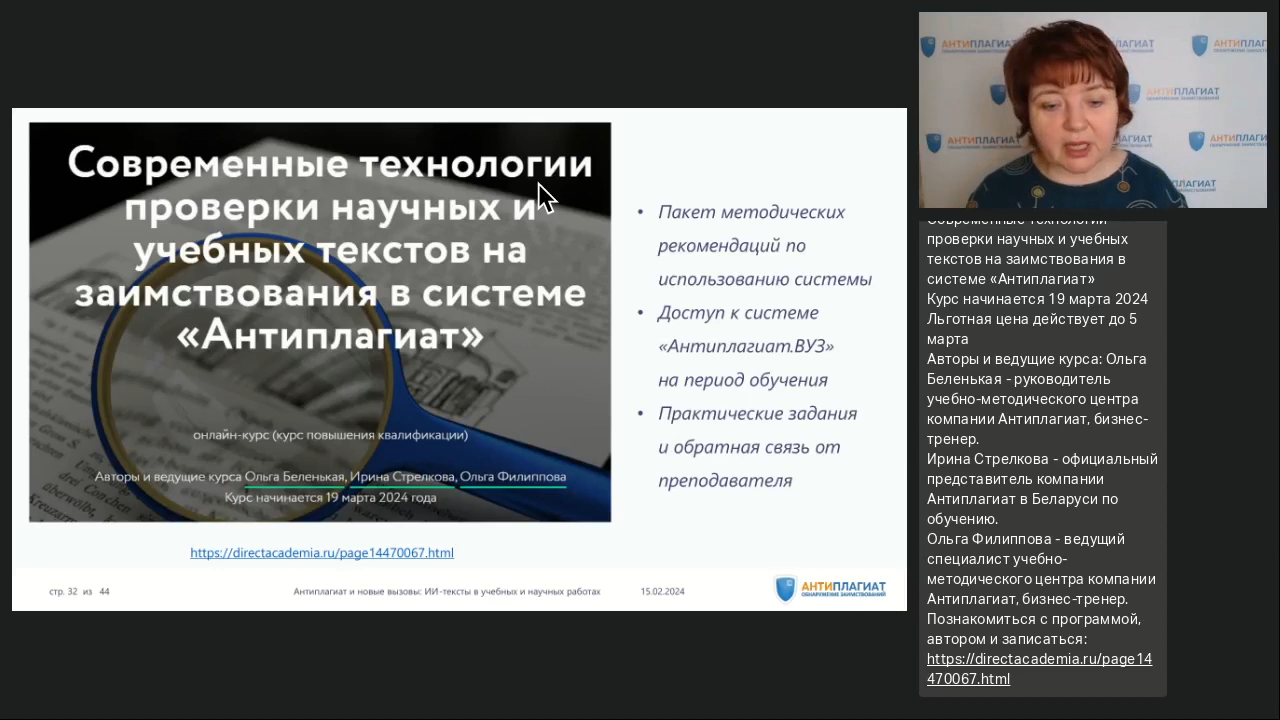 Современные технологии
проверки научных и
учебных текстов на
заимствования в системе
«Антиплагиат»
онлайн-курс (курс повышения квалификации)
Авторы и ведущие курса Ольга Беленькая, Ирина Стрелкова, Ольга Филиппова
Курс начинается 19 марта 2024 года
https://directacademia.ru/page14470067.html
• Пакет методических
рекомендаций по
использованию системы
• Доступ к системе
«Антиплагиат.ВУЗ»
на период обучения
• Практические задания
и обратная связь от
преподавателя
стр. 32 из 44
Антиплагиат и новые вызовы: ИИ-тексты в учебных и научных работах
15.02.2024
АНТИПЛАГИАТ
ОБНАРУЖЕНИЕ ЗАИМСТВОВАНИЙ
АНТИПЛАГИАТ
Современные технологии
проверки научных и учебных
текстов на заимствования в
системе «Антиплагиат»
Курс начинается 19 марта 2024
Льготная цена действует до 5
марта
Авторы и ведущие курса: Ольга
Беленькая - руководитель
учебно-методического центра
компании Антиплагиат, бизнес-
тренер.
Ирина Стрелкова - официальный
представитель компании
Антиплагиат в Беларуси по
обучению.
Ольга Филиппова - ведущий
специалист учебно-
методического центра компании
Антиплагиат, бизнес-тренер.
Познакомиться с программой,
автором и записаться:
https://directacademia.ru/page14
470067.html